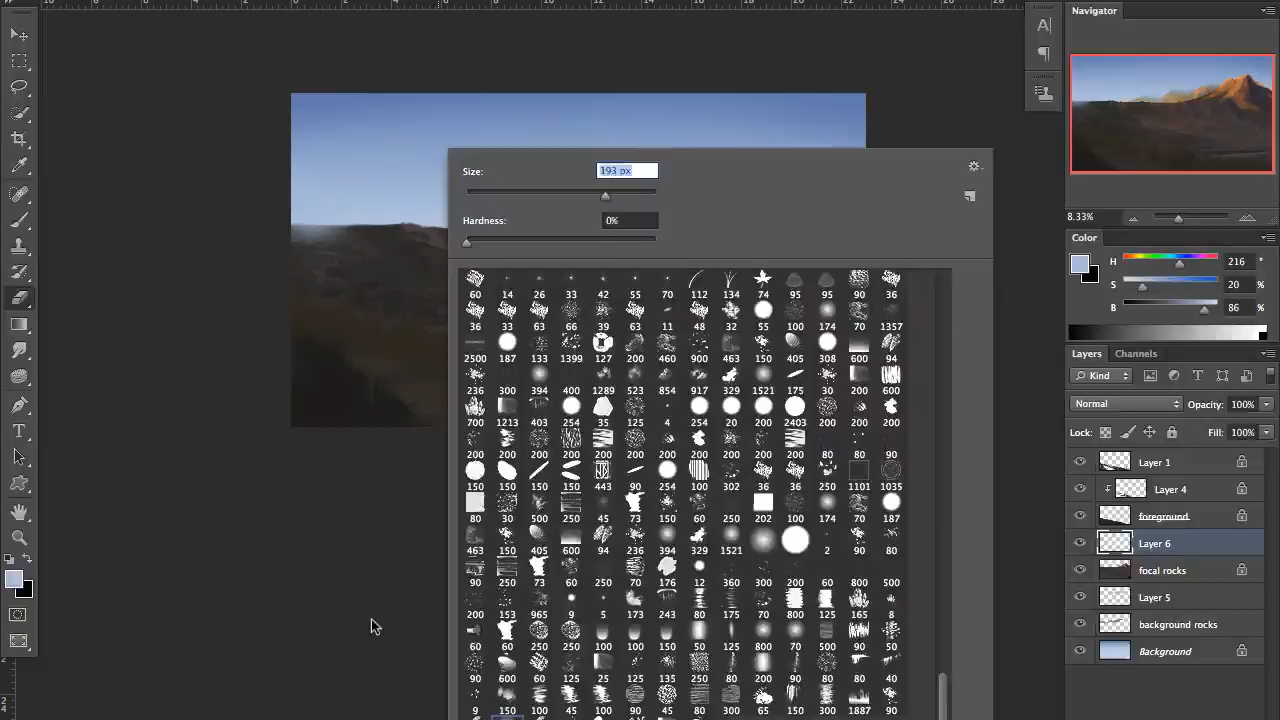 Navigator
Size:
193 px
Hardness:
0%
8.33%
Color
H
216
°
S
20
%
B
86
%
Layers
Channels
Kind
Normal
Opacity:
100%
Lock:
Fill:
100%
Layer 1
Layer 4
foreground
Layer 6
focal rocks
Layer 5
background rocks
Background
60 14 26 33 42 55 70 112 134 74 95 95 90 36
36 33 63 66 39 63 11 48 32 55 100 174 70 1357
2500 187 133 1399 127 200 460 900 463 150 405 308 600 94
236 300 394 400 1289 523 854 917 329 1521 175 30 200 600
700 1213 403 254 35 125 4 254 20 200 2403 200 200 200
200 200 200 200 200 200 200 200 200 200 200 80 80 90
150 150 150 150 443 90 254 100 302 36 36 250 1101 1035
80 30 500 250 45 73 150 60 250 202 100 174 70 187
463 150 405 600 94 236 394 329 1521 2 90 80
90 250 73 60 250 70 176 12 360 300 200 60 800 500
200 153 965 9 5 173 243 80 175 70 800 125 165 8
60 60 250 250 100 100 150 50 125 800 70 500 90 90
90 600 25 125 125 135 250 100 80 150 50 80 80 40
9 150 100 45 100 90 45 80 300 65 150 300 1887 90